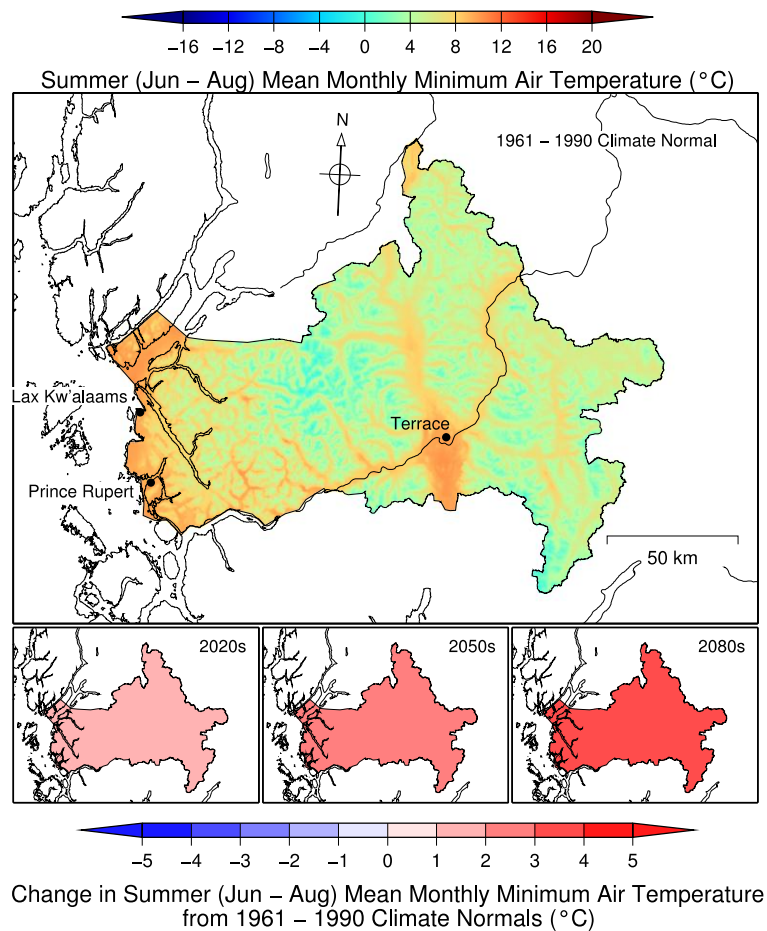 −16 −12 −8 −4 0 4 8 12 16 20
Summer (Jun − Aug) Mean Monthly Minimum Air Temperature (°C)
N
1961 − 1990 Climate Normal
Lax Kw'alaams
Terrace
Prince Rupert
50 km
2020s 2050s 2080s
−5 −4 −3 −2 −1 0 1 2 3 4 5
Change in Summer (Jun − Aug) Mean Monthly Minimum Air Temperature
from 1961 − 1990 Climate Normals (°C)